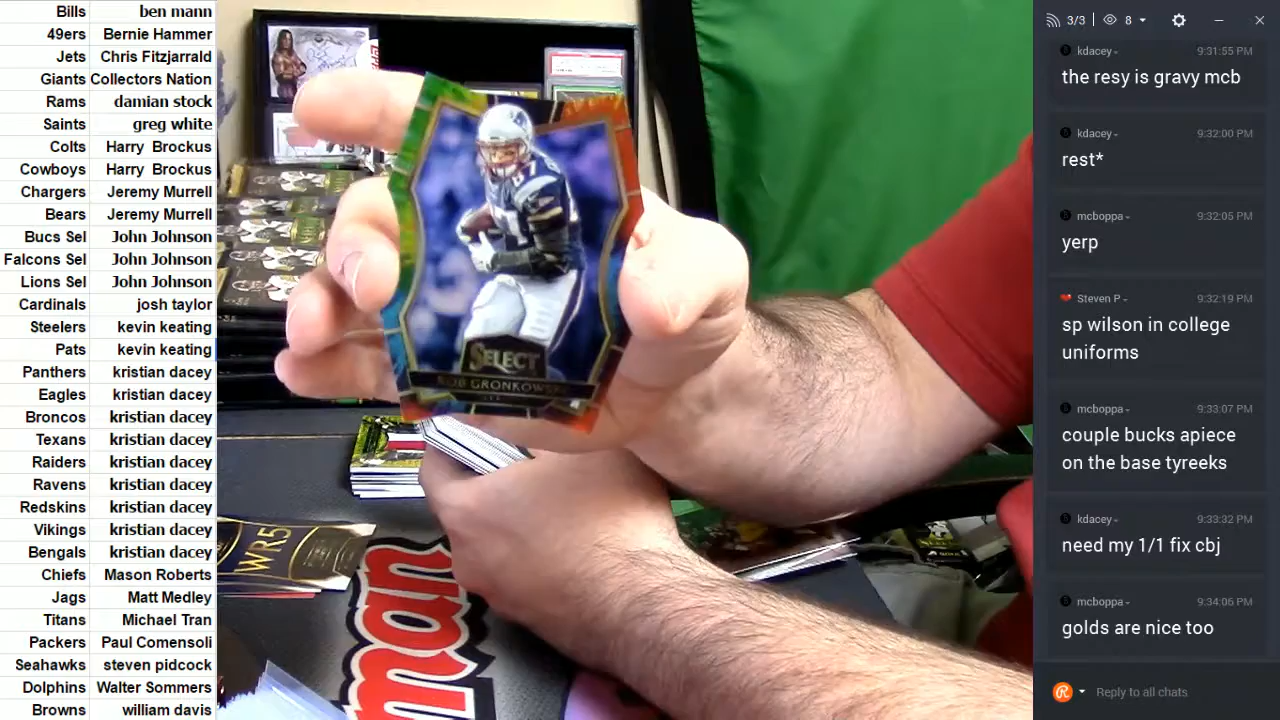 Bills ben mann
49ers Bernie Hammer
Jets Chris Fitzjarrald
Giants Collectors Nation
Rams damian stock
Saints greg white
Colts Harry Brockus
Cowboys Harry Brockus
Chargers Jeremy Murrell
Bears Jeremy Murrell
Bucs Sel John Johnson
Falcons Sel John Johnson
Lions Sel John Johnson
Cardinals josh taylor
Steelers kevin keating
Pats kevin keating
Panthers kristian dacey
Eagles kristian dacey
Broncos kristian dacey
Texans kristian dacey
Raiders kristian dacey
Ravens kristian dacey
Redskins kristian dacey
Vikings kristian dacey
Bengals kristian dacey
Chiefs Mason Roberts
Jags Matt Medley
Titans Michael Tran
Packers Paul Comensoli
Seahawks steven pidcock
Dolphins Walter Sommers
Browns william davis
SELECT
ROB GRONKOWSKI
WR5
man
3/3 8
kdacey 9:31:55 PM
the resy is gravy mcb
kdacey 9:32:00 PM
rest*
mcboppa 9:32:05 PM
yerp
Steven P 9:32:19 PM
sp wilson in college
uniforms
mcboppa 9:33:07 PM
couple bucks apiece
on the base tyreeks
kdacey 9:33:32 PM
need my 1/1 fix cbj
mcboppa 9:34:06 PM
golds are nice too
Reply to all chats